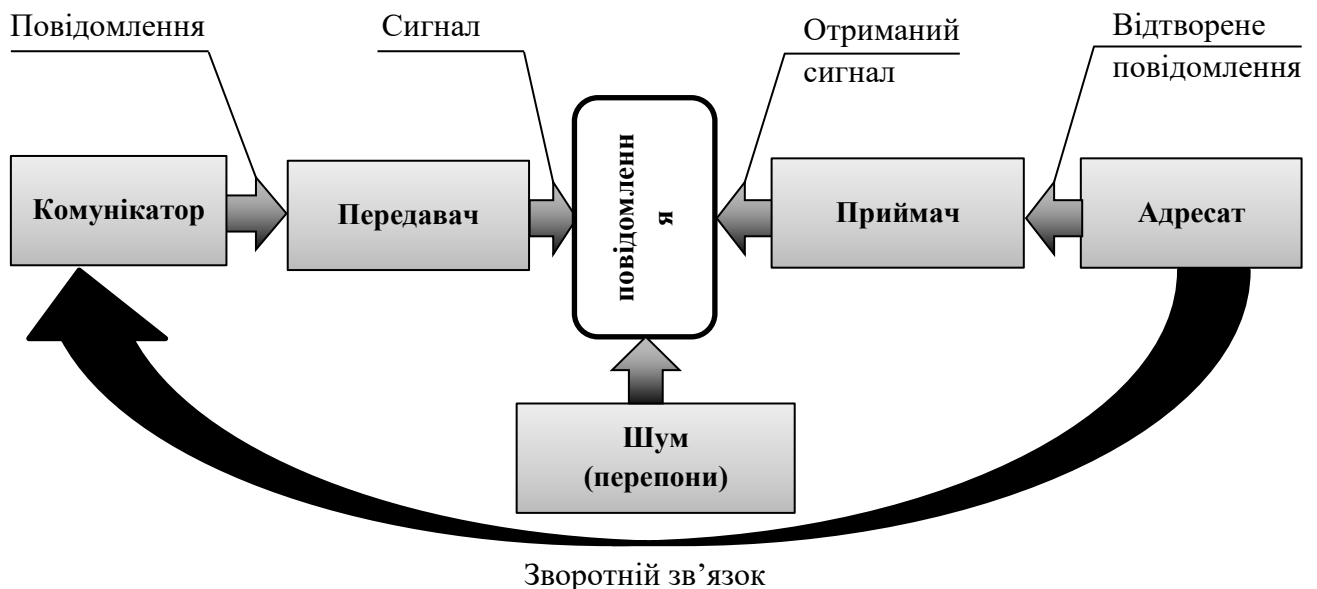 Повідомлення
Сигнал
Отриманий
сигнал
Відтворене
повідомлення
Комунікатор
Передавач
повідомленн
я
Приймач
Адресат
Шум
(перепони)
Зворотній зв’язок